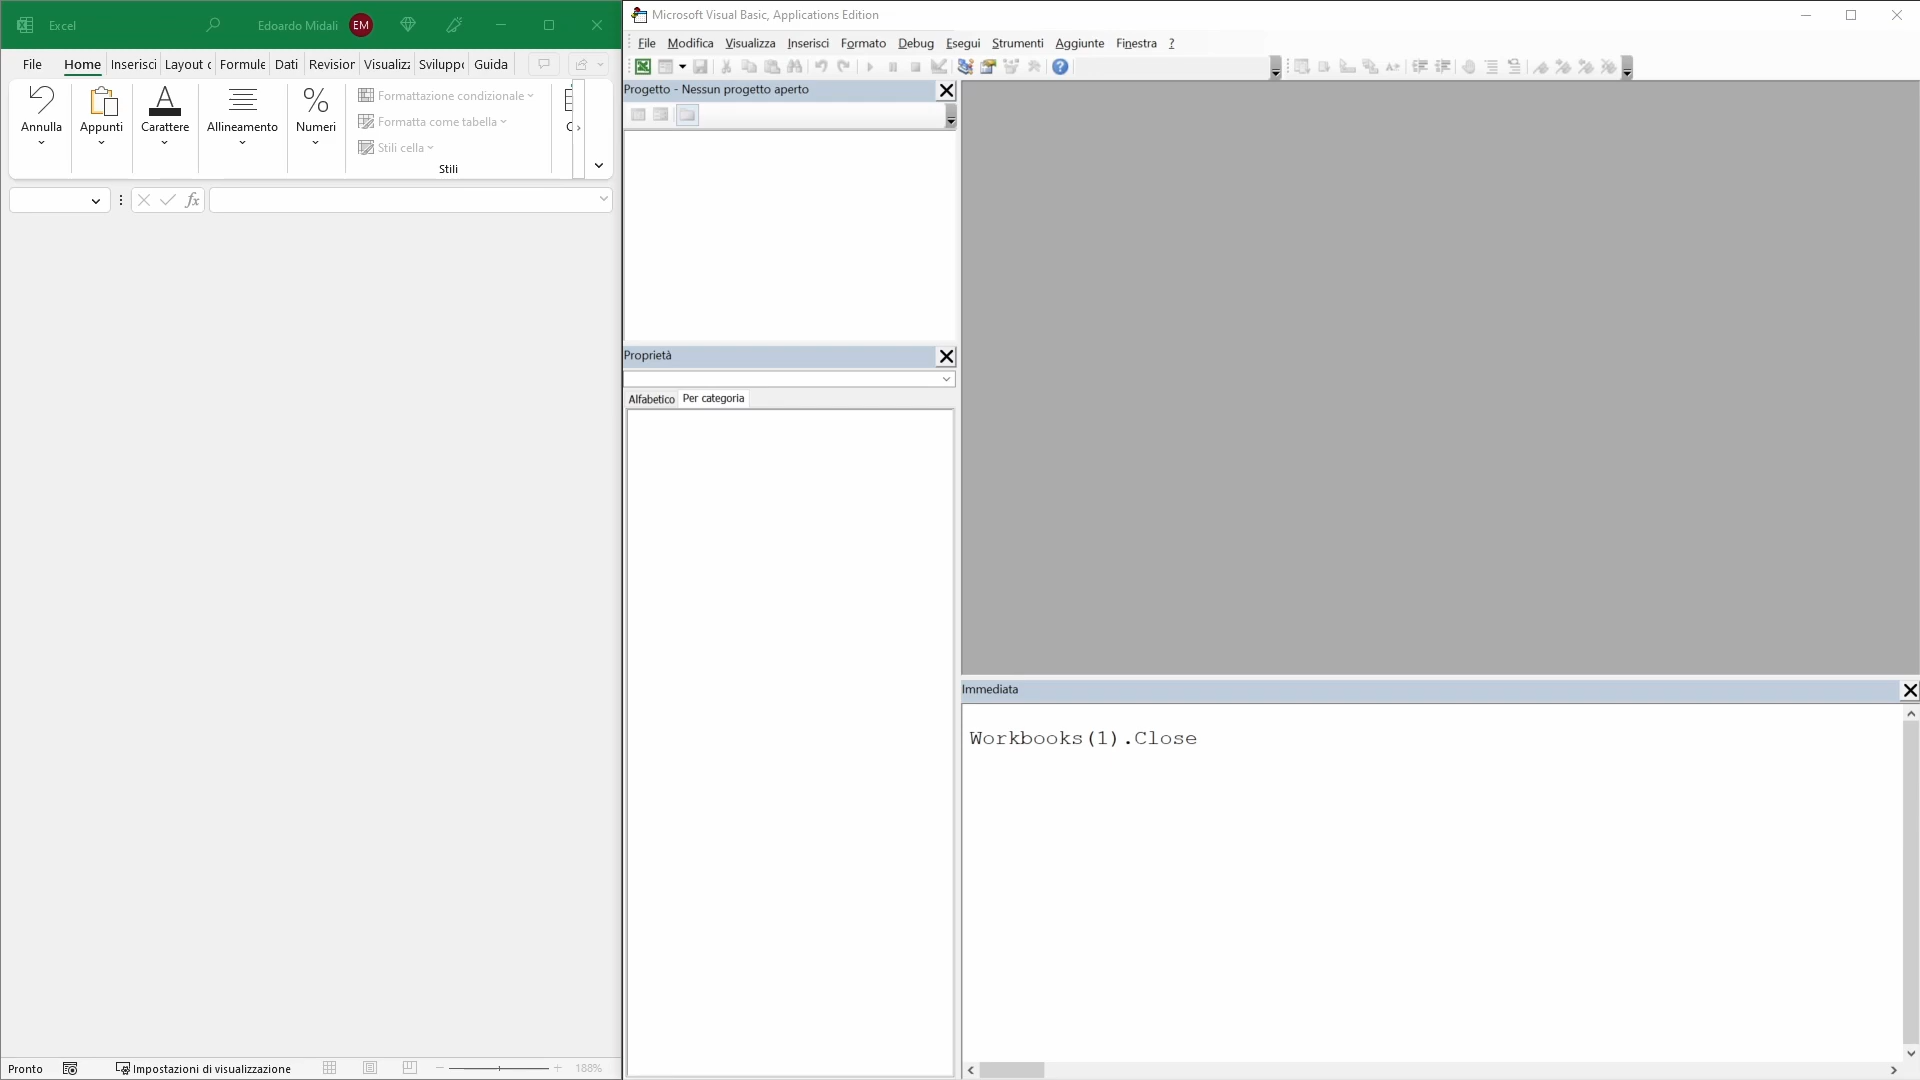 Excel
Edoardo Midali EM
File Home Inserisci Layout Formule Dati Revision Visualizz Svilupp Guida
Annulla
Appunti
Carattere
Allineamento
%
Numeri
Formattazione condizionale
Formatta come tabella
Stili cella
Stili
fx
Pronto
Impostazioni di visualizzazione
188%
Microsoft Visual Basic, Applications Edition
File Modifica Visualizza Inserisci Formato Debug Esegui Strumenti Aggiunte Finestra ?
Progetto - Nessun progetto aperto
Proprietà
Alfabetico Per categoria
Immediata
Workbooks(1).Close